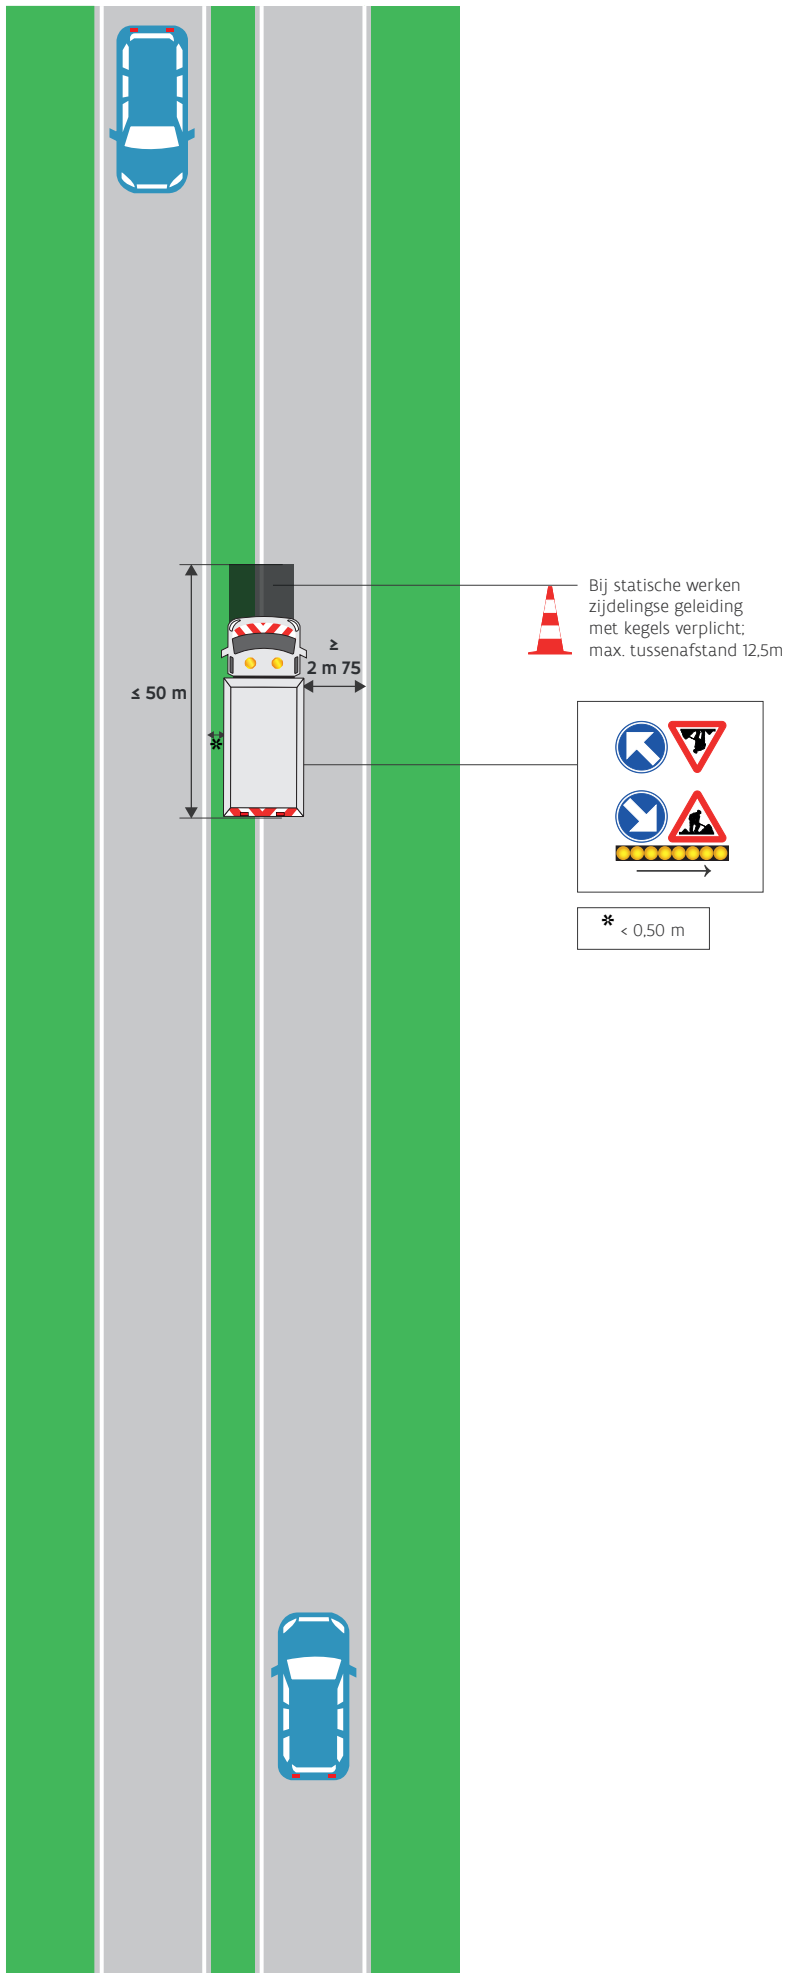 Bij statische werken
zijdelingse geleiding
met kegels verplicht;
max. tussenafstand 12,5m
≥
2 m 75
≤ 50 m
*
* < 0,50 m